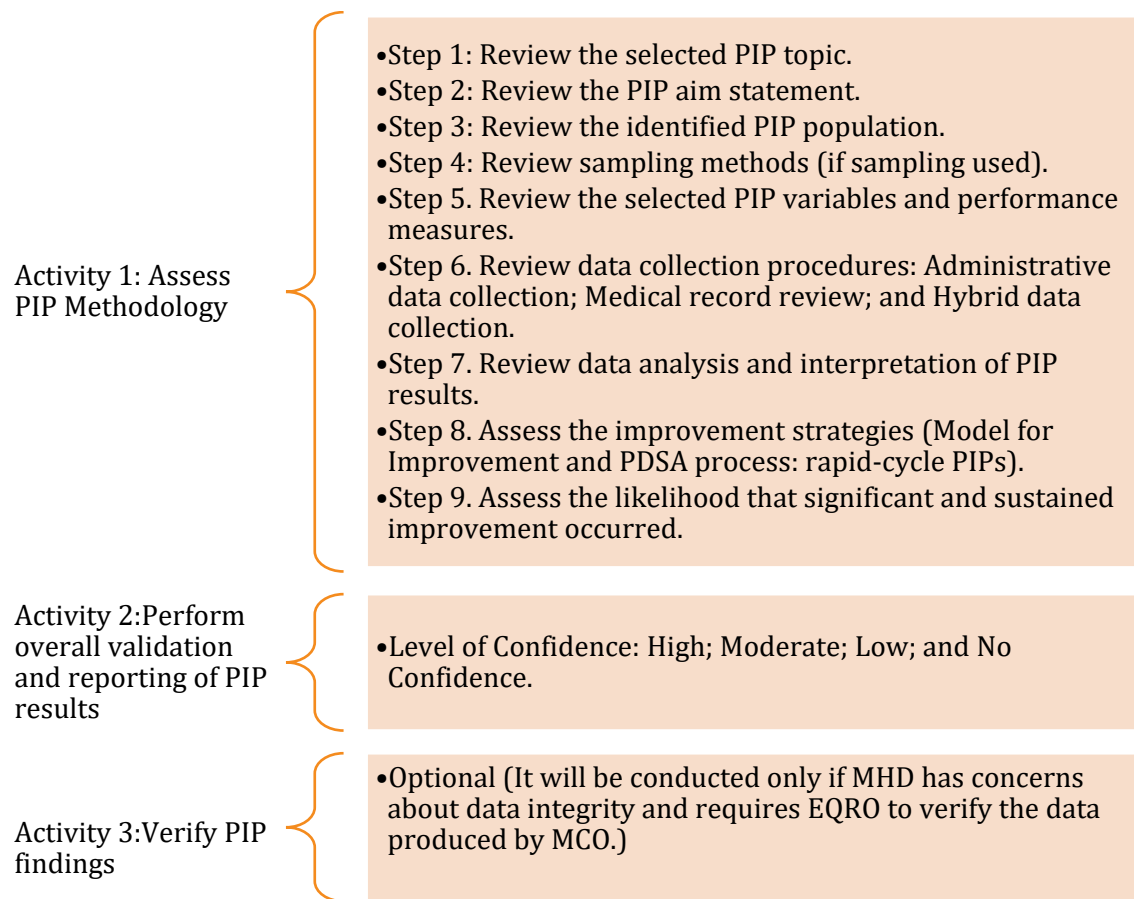 •Step 1: Review the selected PIP topic.
•Step 2: Review the PIP aim statement.
•Step 3: Review the identified PIP population.
•Step 4: Review sampling methods (if sampling used).
•Step 5. Review the selected PIP variables and performance
measures.
•Step 6. Review data collection procedures: Administrative
data collection; Medical record review; and Hybrid data
collection.
•Step 7. Review data analysis and interpretation of PIP
results.
•Step 8. Assess the improvement strategies (Model for
Improvement and PDSA process: rapid-cycle PIPs).
•Step 9. Assess the likelihood that significant and sustained
improvement occurred.
Activity 1: Assess
PIP Methodology
Activity 2:Perform
overall validation
and reporting of PIP
results
•Level of Confidence: High; Moderate; Low; and No
Confidence.
Activity 3:Verify PIP
findings
•Optional (It will be conducted only if MHD has concerns
about data integrity and requires EQRO to verify the data
produced by MCO.)